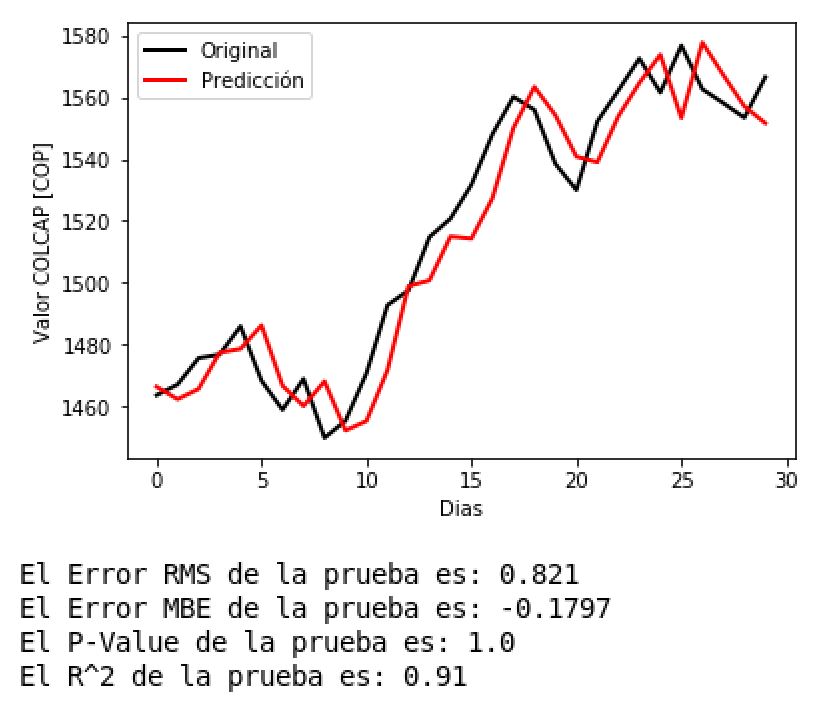 Original
Predicción
1580
1560
1540
1520
1500
1480
1460
Valor COLCAP [COP]
0 5 10 15 20 25 30
Dias
El Error RMS de la prueba es: 0.821
El Error MBE de la prueba es: -0.1797
El P-Value de la prueba es: 1.0
El R^2 de la prueba es: 0.91